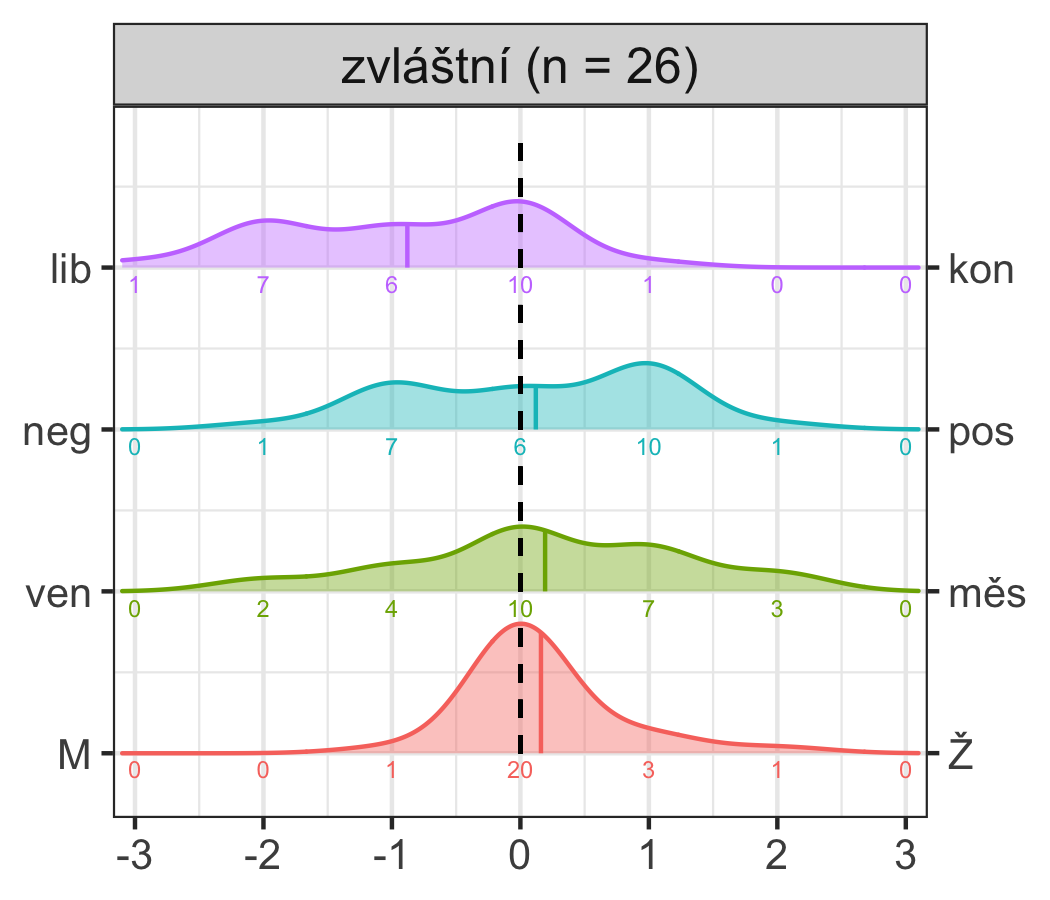 zvláštní (n = 26)
lib kon
1 7 6 10 1 0 0
neg pos
0 1 7 6 10 1 0
ven měs
0 2 4 10 7 3 0
M Ž
0 0 1 20 3 1 0
-3 -2 -1 0 1 2 3